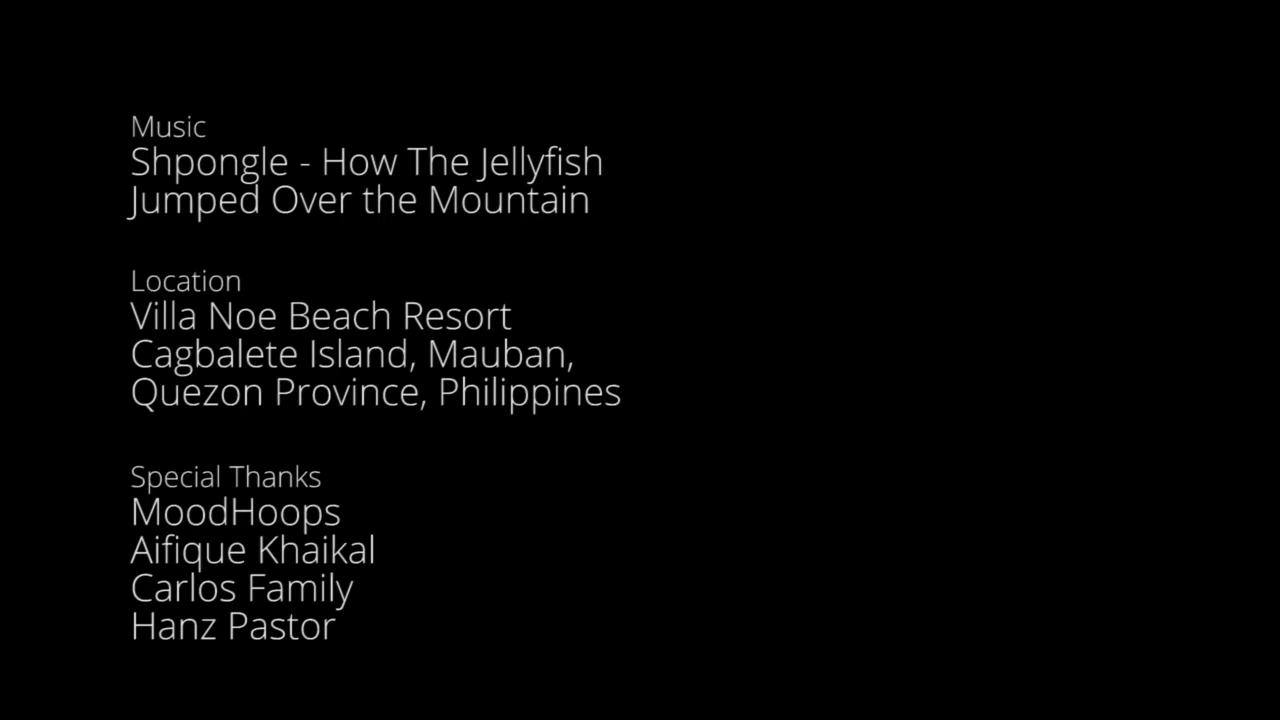 Music
Shpongle - How The Jellyfish
Jumped Over the Mountain
Location
Villa Noe Beach Resort
Cagbalete Island, Mauban,
Quezon Province, Philippines
Special Thanks
MoodHoops
Aifique Khaikal
Carlos Family
Hanz Pastor